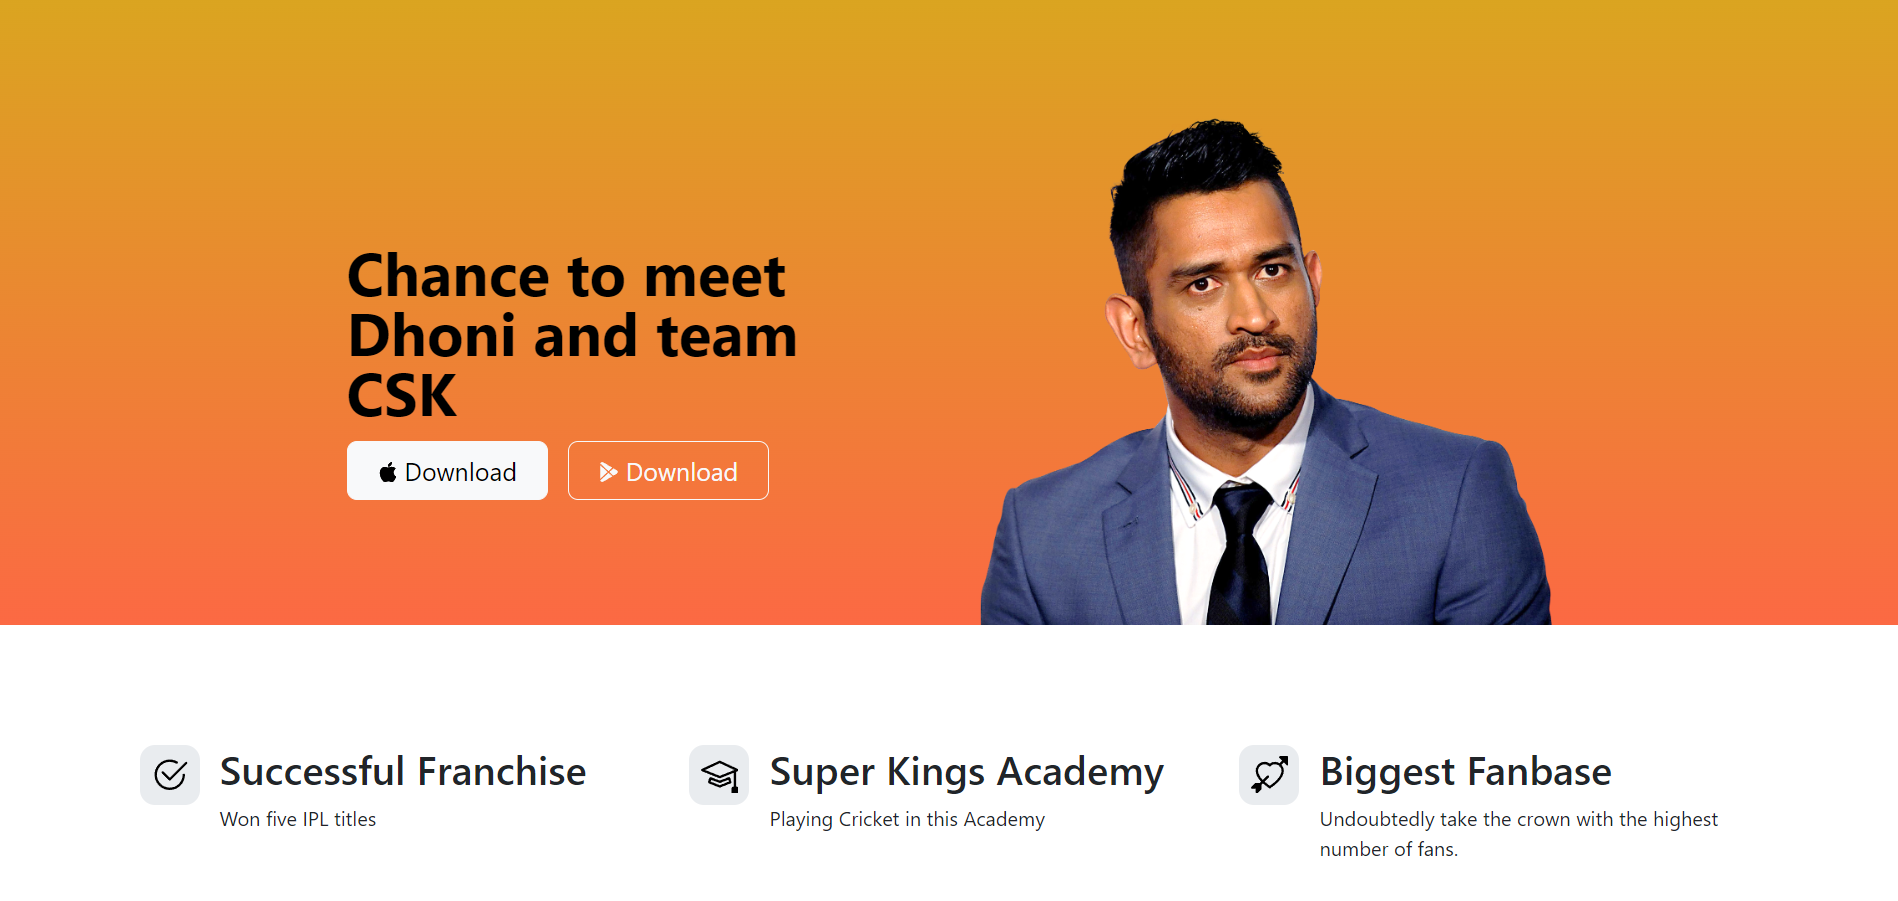 Chance to meet
Dhoni and team
CSK
Download
Download
Successful Franchise
Won five IPL titles
Super Kings Academy
Playing Cricket in this Academy
Biggest Fanbase
Undoubtedly take the crown with the highest
number of fans.